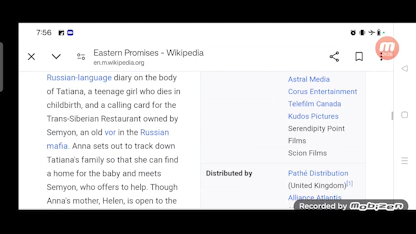 7:56
Eastern Promises - Wikipedia
en.m.wikipedia.org
Russian-language diary on the body
of Tatiana, a teenage girl who dies in
childbirth, and a calling card for the
Trans-Siberian Restaurant owned by
Semyon, an old vor in the Russian
mafia. Anna sets out to track down
Tatiana's family so that she can find
a home for the baby and meets
Semyon, who offers to help. Though
Anna's mother, Helen, is open to the
Astral Media
Corus Entertainment
Telefilm Canada
Kudos Pictures
Serendipity Point
Films
Scion Films
Distributed by
Pathé Distribution
(United Kingdom)[1]
Alliance Atlantis
Recorded by MOBIZEN